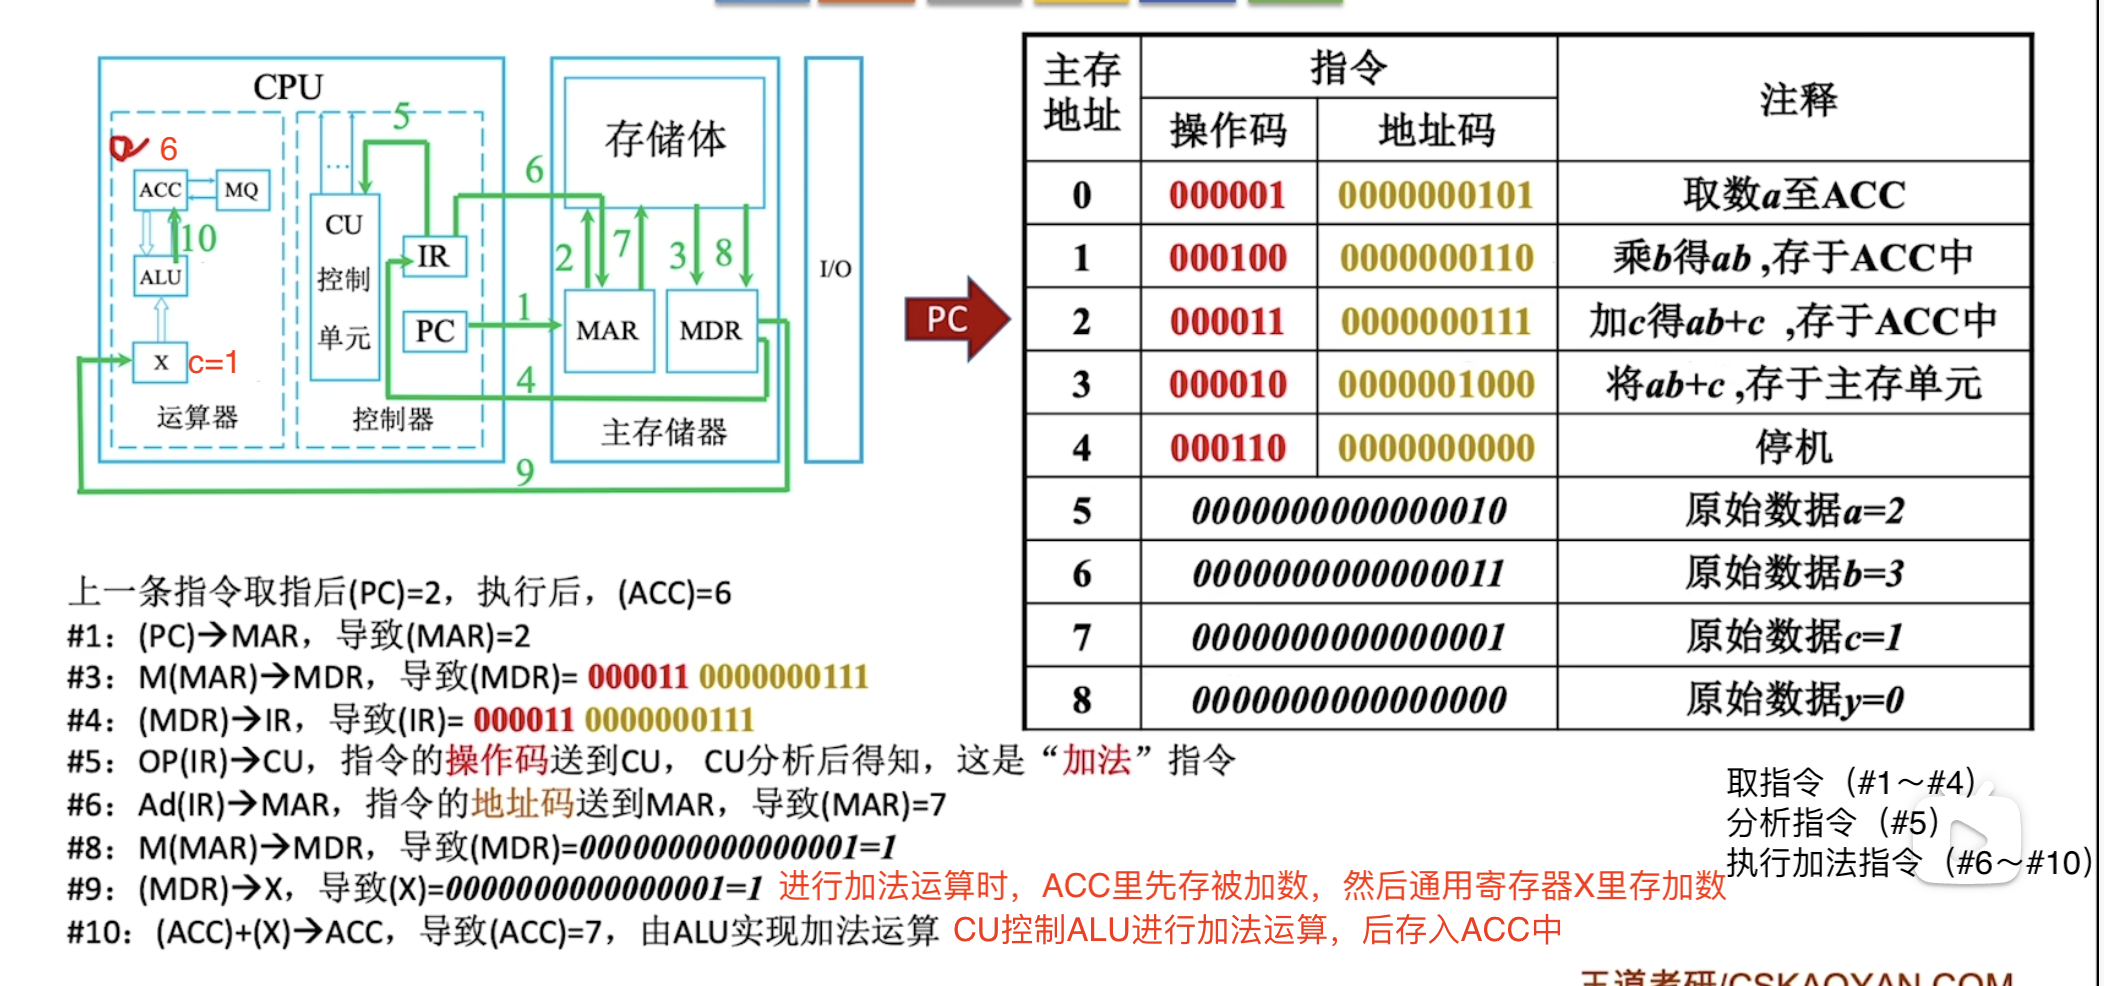 CPU
5
6
ACC
MQ
10
ALU
X
c=1
运算器
...
CU
控制
单元
IR
PC
控制器
6
存储体
2
7
3
8
1
MAR
MDR
4
主存储器
9
I/O
PC
主存地址 指令 注释
操作码 地址码
0 000001 0000000101 取数a至ACC
1 000100 0000000110 乘b得ab,存于ACC中
2 000011 0000000111 加c得ab+c ,存于ACC中
3 000010 0000001000 将ab+c ,存于主存单元
4 000110 0000000000 停机
5 0000000000000010 原始数据a=2
6 0000000000000011 原始数据b=3
7 0000000000000001 原始数据c=1
8 0000000000000000 原始数据y=0
上一条指令取指后(PC)=2，执行后，(ACC)=6
#1：(PC)→MAR，导致(MAR)=2
#3：M(MAR)→MDR，导致(MDR)= 000011 0000000111
#4：(MDR)→IR，导致(IR)= 000011 0000000111
#5：OP(IR)→CU，指令的操作码送到CU， CU分析后得知，这是“加法”指令
#6：Ad(IR)→MAR，指令的地址码送到MAR，导致(MAR)=7
#8：M(MAR)→MDR，导致(MDR)=0000000000000001=1
#9：(MDR)→X，导致(X)=0000000000000001=1 进行加法运算时，ACC里先存被加数，然后通用寄存器X里存加数
#10：(ACC)+(X)→ACC，导致(ACC)=7，由ALU实现加法运算 CU控制ALU进行加法运算，后存入ACC中
取指令（#1～#4）
分析指令（#5）
执行加法指令（#6～#10）
王道考研/CSKAOYAN.COM